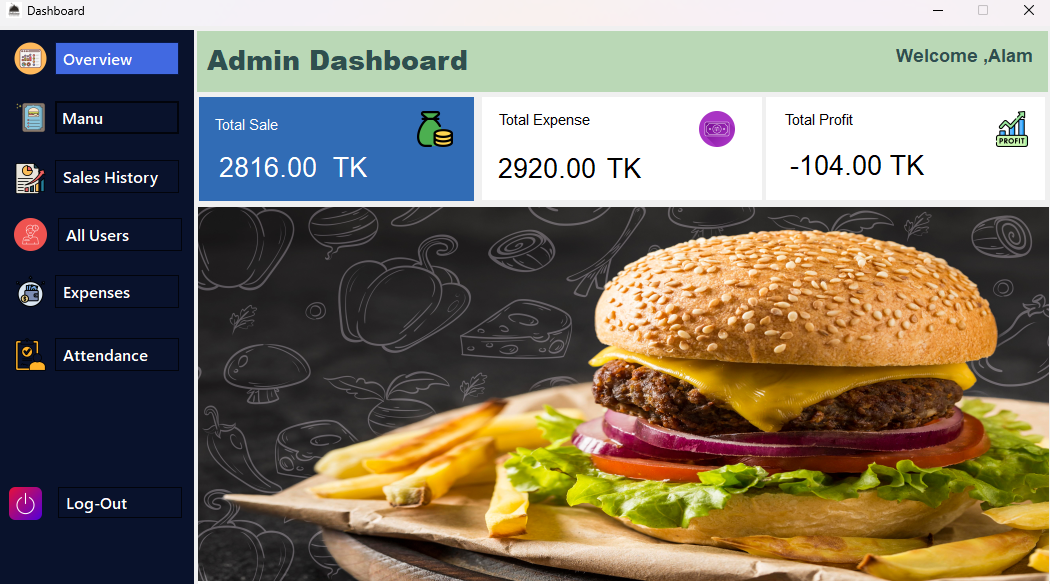 Dashboard
Overview
Manu
Sales History
All Users
Expenses
Attendance
Log-Out
Admin Dashboard
Welcome ,Alam
Total Sale
2816.00 TK
Total Expense
2920.00 TK
Total Profit
-104.00 TK
PROFIT